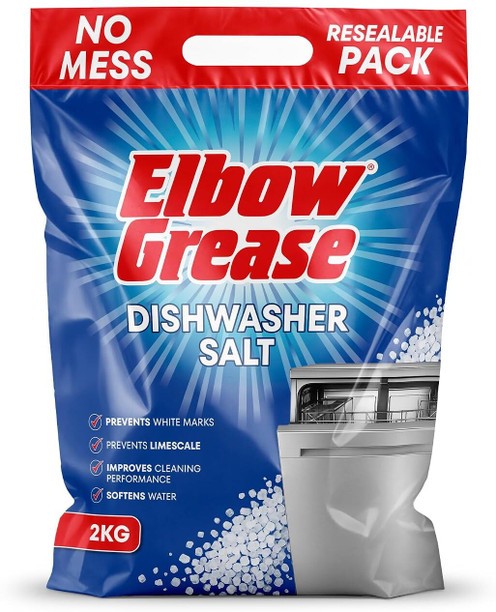 NO
MESS
RESEALABLE
PACK
Elbow®
Grease
DISHWASHER
SALT
PREVENTS WHITE MARKS
PREVENTS LIMESCALE
IMPROVES CLEANING
PERFORMANCE
SOFTENS WATER
2KG